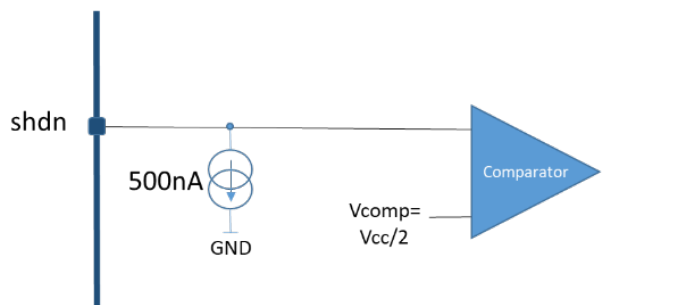 shdn
500nA
GND
Vcomp=
Vcc/2
Comparator